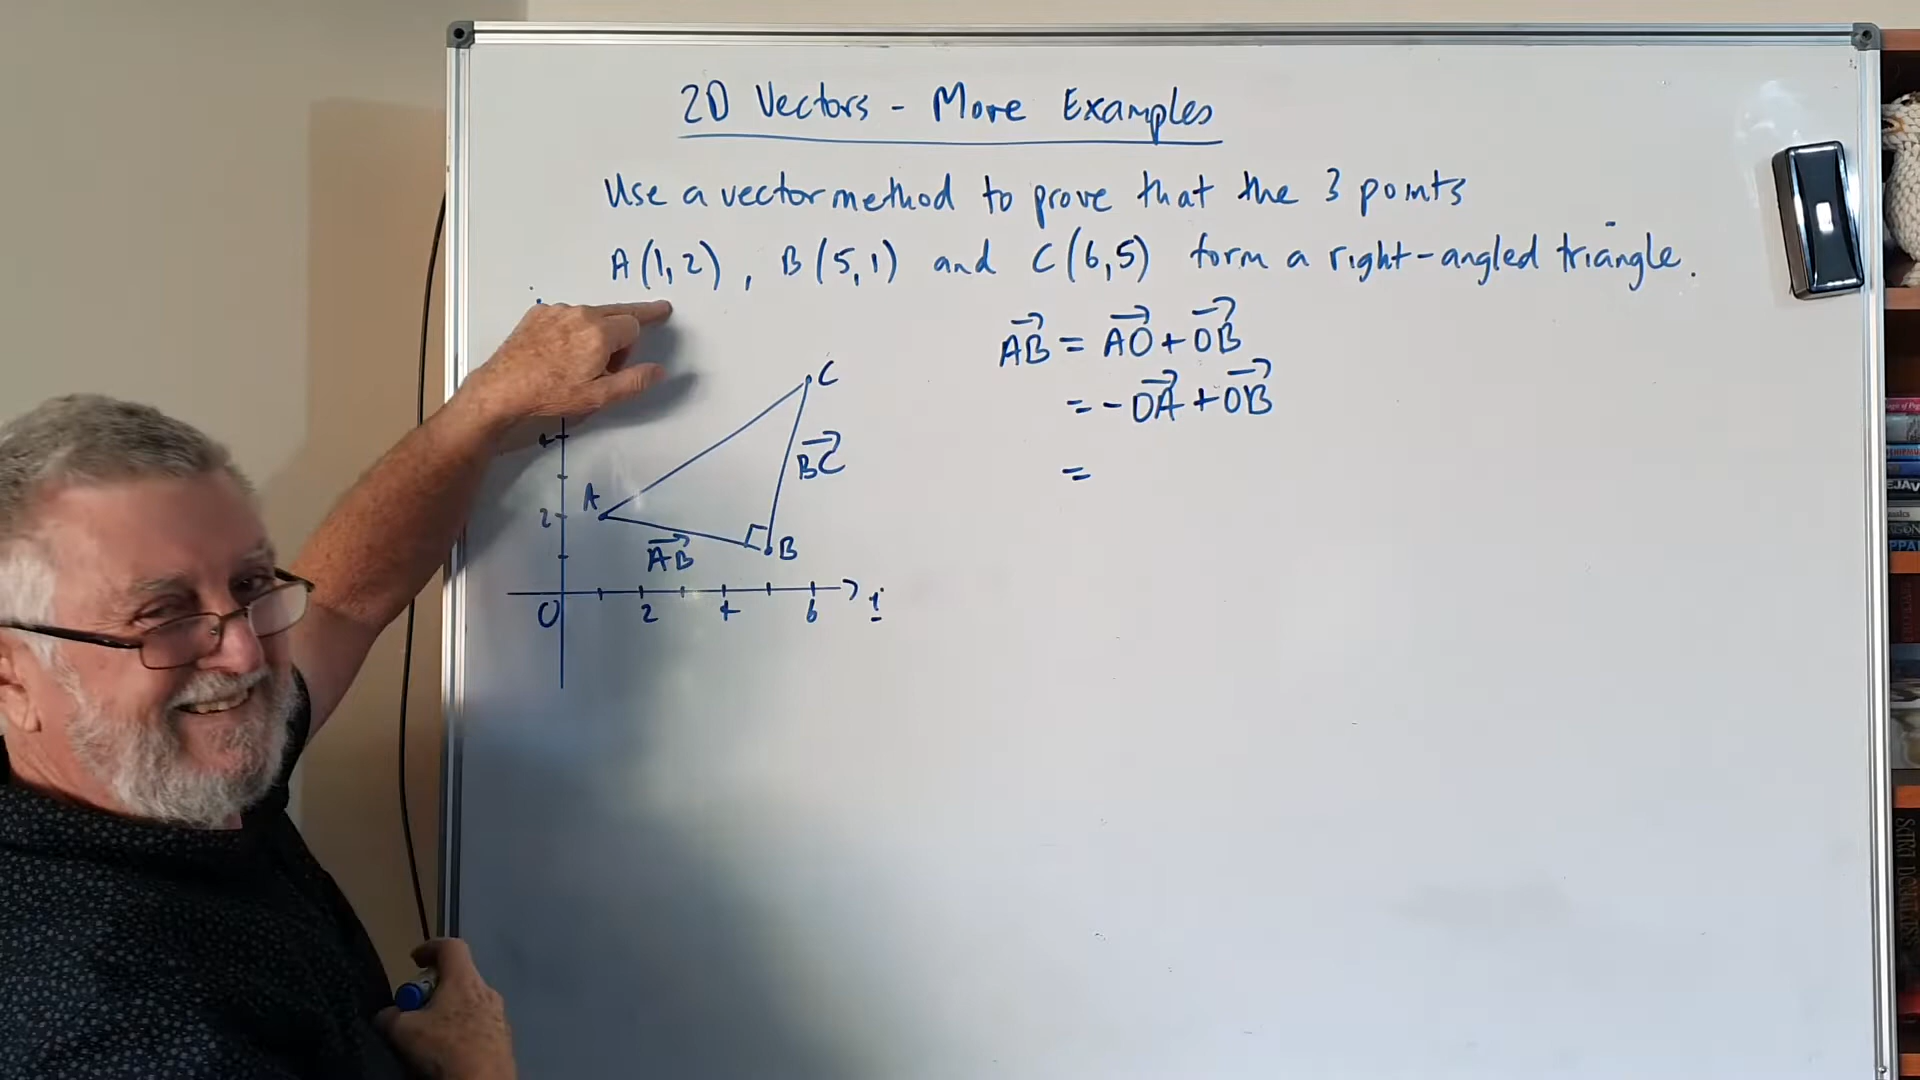 2D Vectors - More Examples
Use a vector method to prove that the 3 points
A(1,2), B(5,1) and C(6,5) form a right-angled triangle.
AB = AO + OB
= -OA + OB
=
C
4
BC
A
2
AB
B
O 2 4 6 i